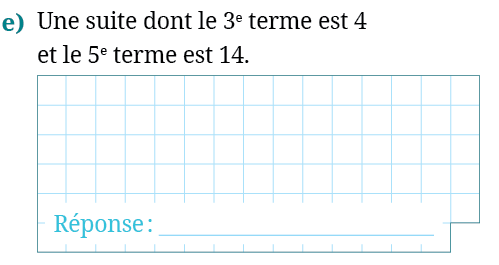 e) Une suite dont le 3ᵉ terme est 4
et le 5ᵉ terme est 14.
Réponse :